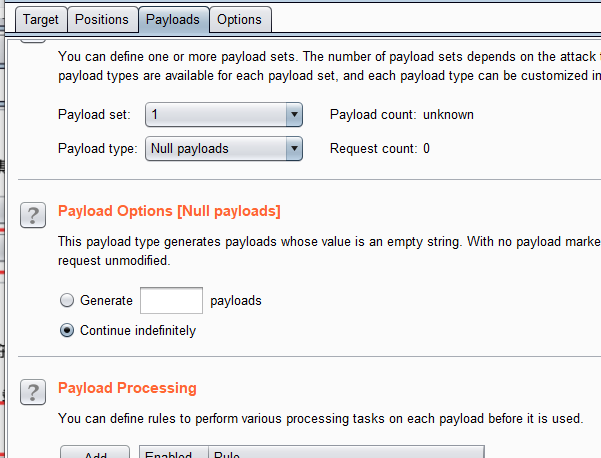 Target Positions Payloads Options
You can define one or more payload sets. The number of payload sets depends on the attack
payload types are available for each payload set, and each payload type can be customized in
Payload set: 1 Payload count: unknown
Payload type: Null payloads Request count: 0
? Payload Options [Null payloads]
This payload type generates payloads whose value is an empty string. With no payload marke
request unmodified.
Generate payloads
Continue indefinitely
? Payload Processing
You can define rules to perform various processing tasks on each payload before it is used.
Add Enabled Rule